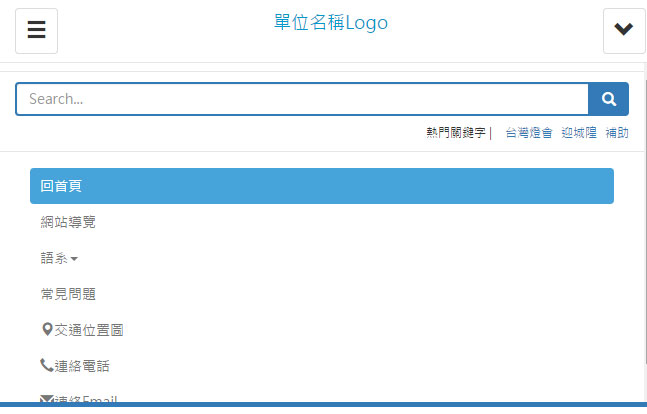 單位名稱Logo
Search...
熱門關鍵字 | 台灣燈會 迎城隍 補助
回首頁
網站導覽
語系
常見問題
交通位置圖
連絡電話
連絡Email